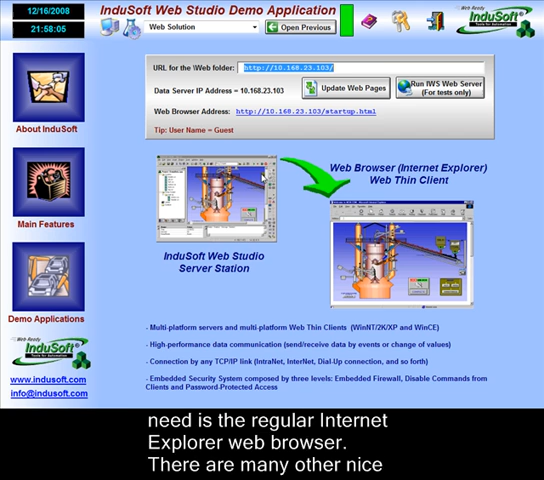 12/16/2008
21:58:05
InduSoft Web Studio Demo Application
Web Solution
Open Previous
InduSoft
Tools for Automation
URL for the \Web folder: http://10.168.23.103/
Data Server IP Address = 10.168.23.103
Update Web Pages
Run IWS Web Server
(For tests only)
Web Browser Address: http://10.168.23.103/startup.html
Tip: User Name = Guest
About InduSoft
Main Features
Demo Applications
Web Browser (Internet Explorer)
Web Thin Client
InduSoft Web Studio
Server Station
- Multi-platform servers and multi-platform Web Thin Clients (WinNT/2K/XP and WinCE)
- High-performance data communication (send/receive data by events or change of values)
- Connection by any TCP/IP link (IntraNet, InterNet, Dial-Up connection, and so forth)
- Embedded Security System composed by three levels: Embedded Firewall, Disable Commands from
Clients and Password-Protected Access
Web-Ready
InduSoft
Tools for Automation
www.indusoft.com
info@indusoft.com
need is the regular Internet
Explorer web browser.
There are many other nice